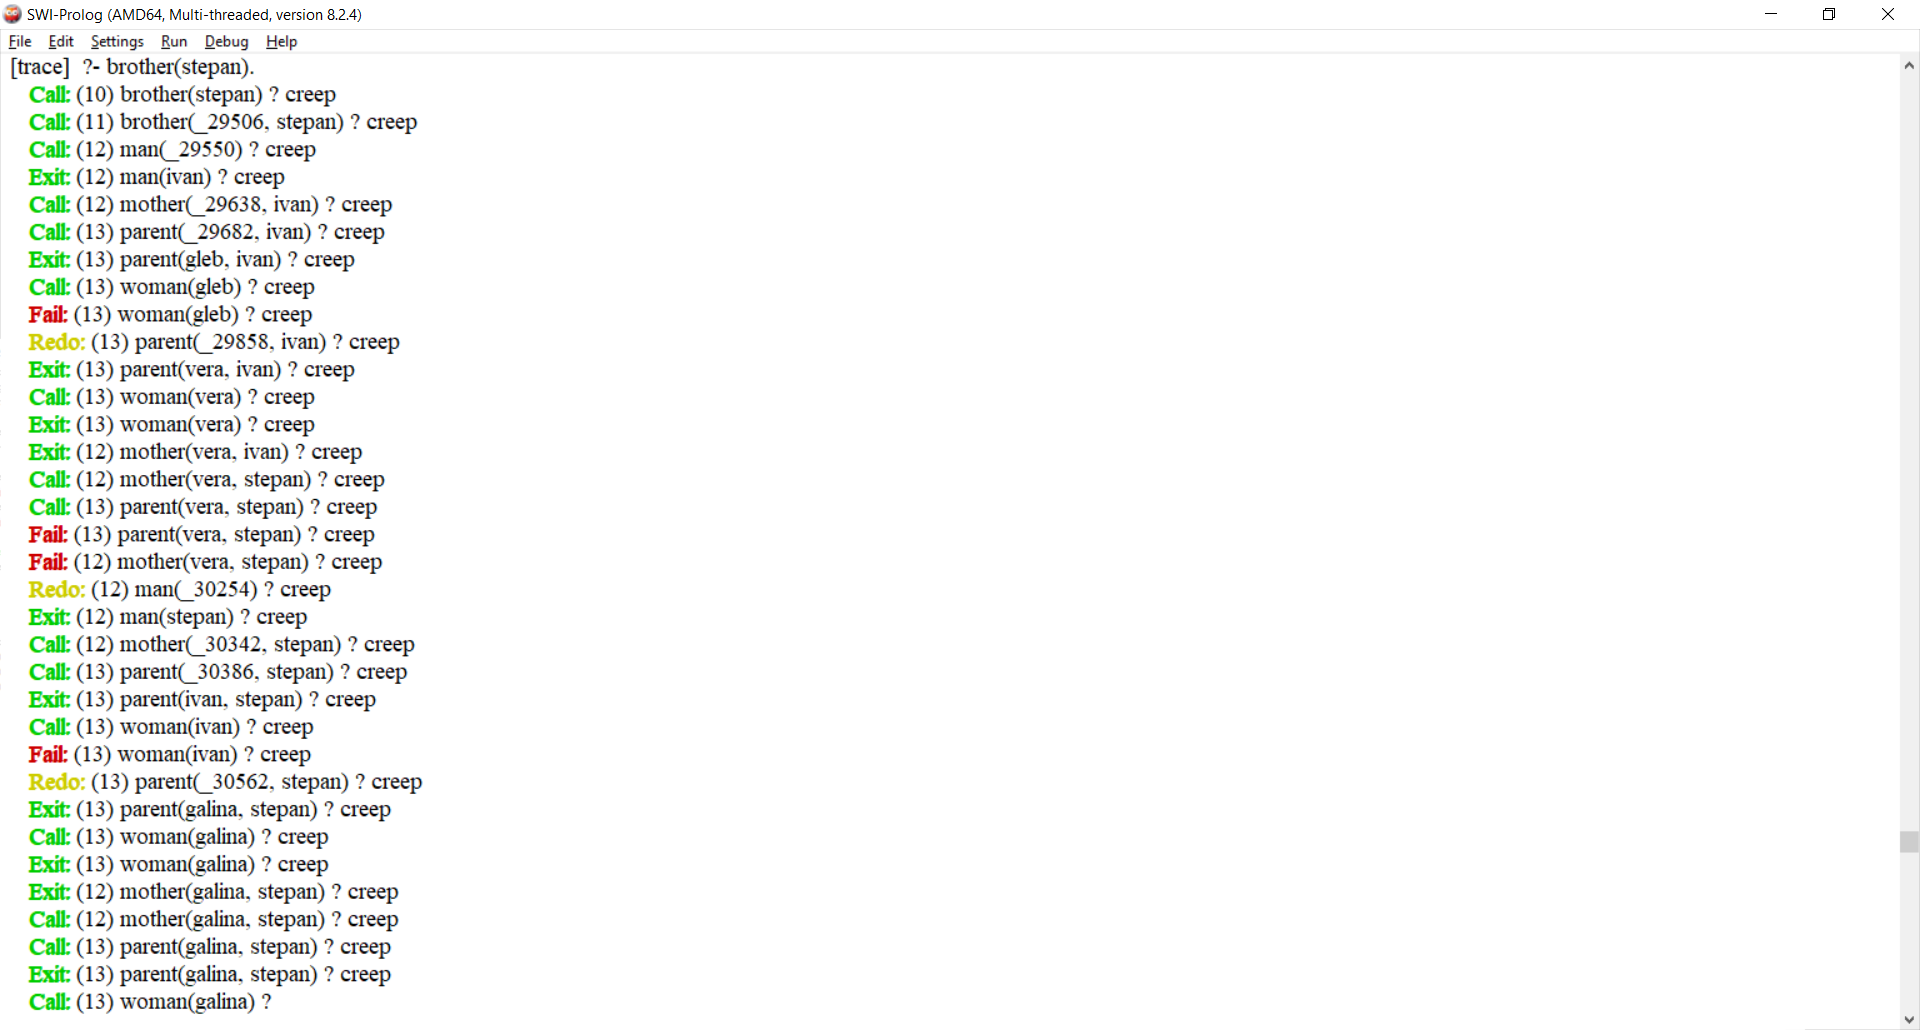 SWI-Prolog (AMD64, Multi-threaded, version 8.2.4)
File Edit Settings Run Debug Help
[trace]  ?- brother(stepan).
Call: (10) brother(stepan) ? creep
Call: (11) brother(_29506, stepan) ? creep
Call: (12) man(_29550) ? creep
Exit: (12) man(ivan) ? creep
Call: (12) mother(_29638, ivan) ? creep
Call: (13) parent(_29682, ivan) ? creep
Exit: (13) parent(gleb, ivan) ? creep
Call: (13) woman(gleb) ? creep
Fail: (13) woman(gleb) ? creep
Redo: (13) parent(_29858, ivan) ? creep
Exit: (13) parent(vera, ivan) ? creep
Call: (13) woman(vera) ? creep
Exit: (13) woman(vera) ? creep
Exit: (12) mother(vera, ivan) ? creep
Call: (12) mother(vera, stepan) ? creep
Call: (13) parent(vera, stepan) ? creep
Fail: (13) parent(vera, stepan) ? creep
Fail: (12) mother(vera, stepan) ? creep
Redo: (12) man(_30254) ? creep
Exit: (12) man(stepan) ? creep
Call: (12) mother(_30342, stepan) ? creep
Call: (13) parent(_30386, stepan) ? creep
Exit: (13) parent(ivan, stepan) ? creep
Call: (13) woman(ivan) ? creep
Fail: (13) woman(ivan) ? creep
Redo: (13) parent(_30562, stepan) ? creep
Exit: (13) parent(galina, stepan) ? creep
Call: (13) woman(galina) ? creep
Exit: (13) woman(galina) ? creep
Exit: (12) mother(galina, stepan) ? creep
Call: (12) mother(galina, stepan) ? creep
Call: (13) parent(galina, stepan) ? creep
Exit: (13) parent(galina, stepan) ? creep
Call: (13) woman(galina) ?